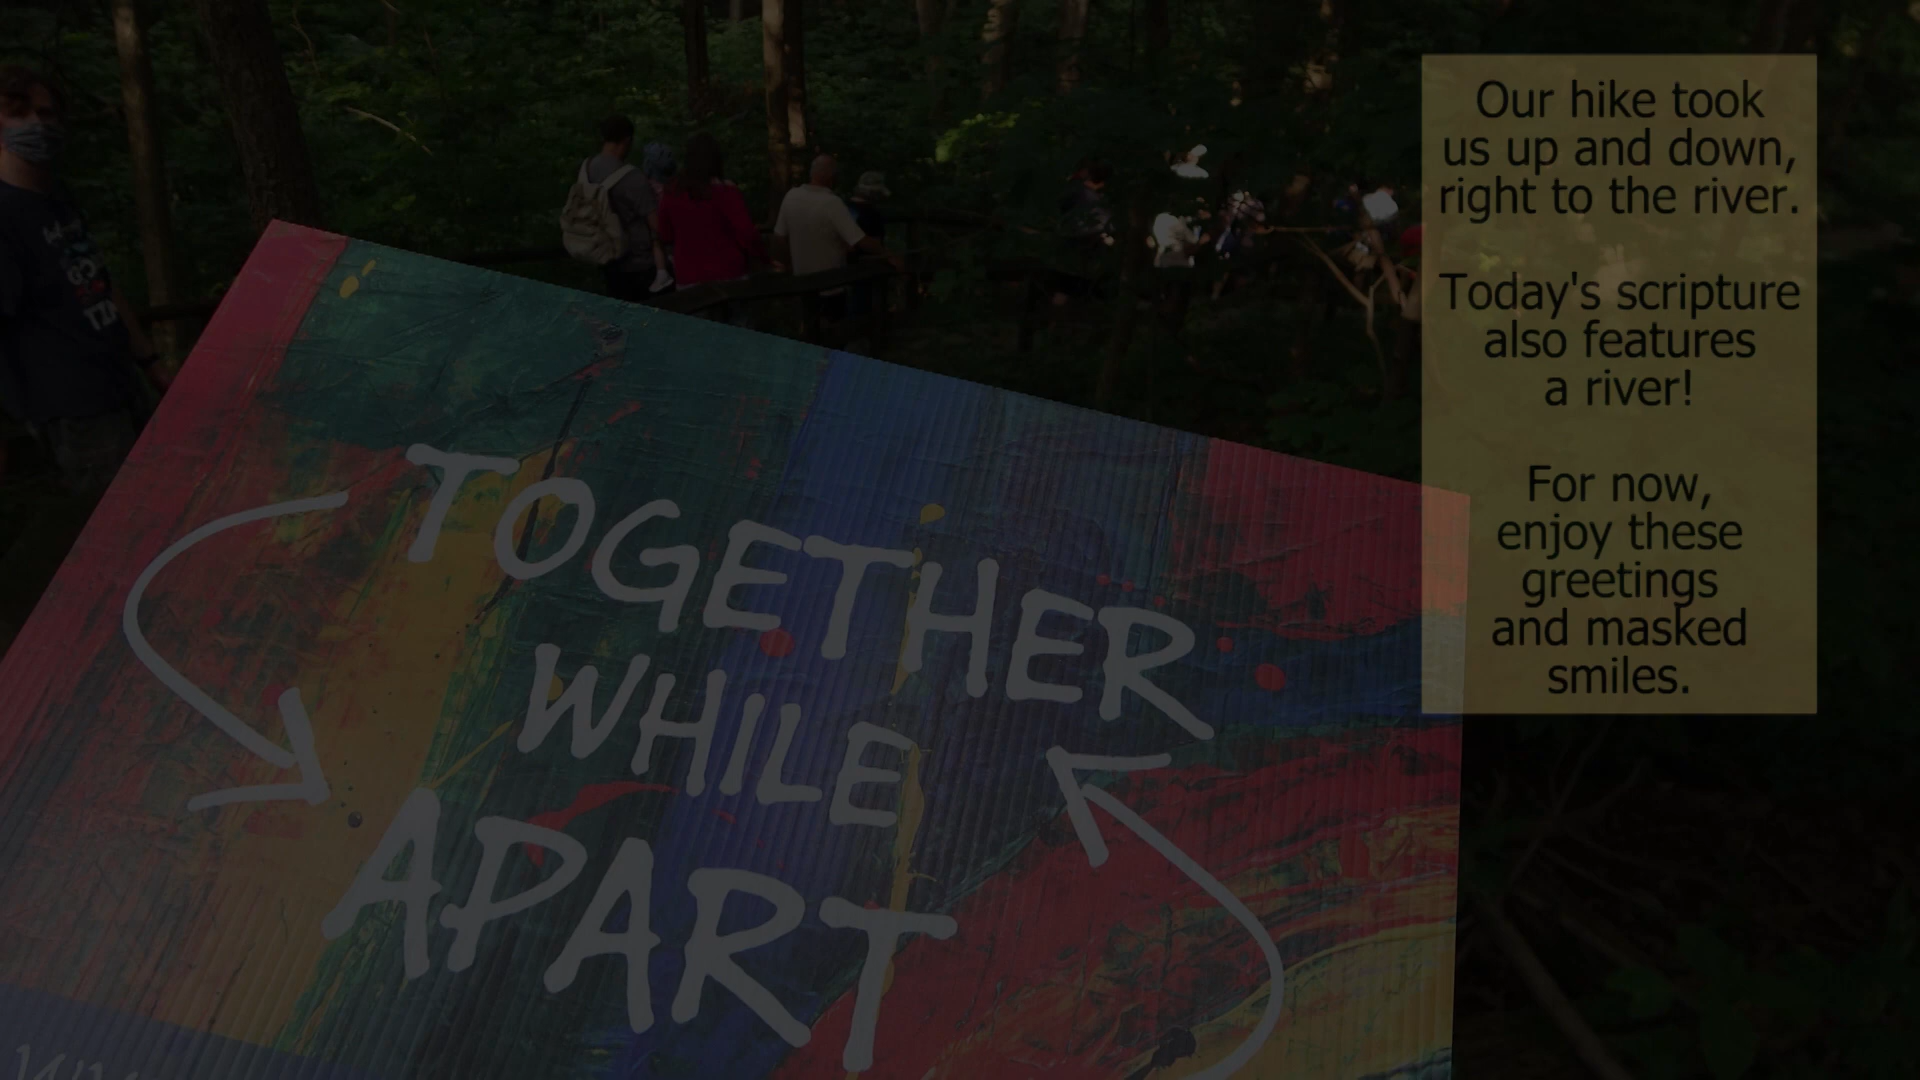 Our hike took
us up and down,
right to the river.
Today's scripture
also features
a river!
For now,
enjoy these
greetings
and masked
smiles.
TOGETHER
WHILE
APART